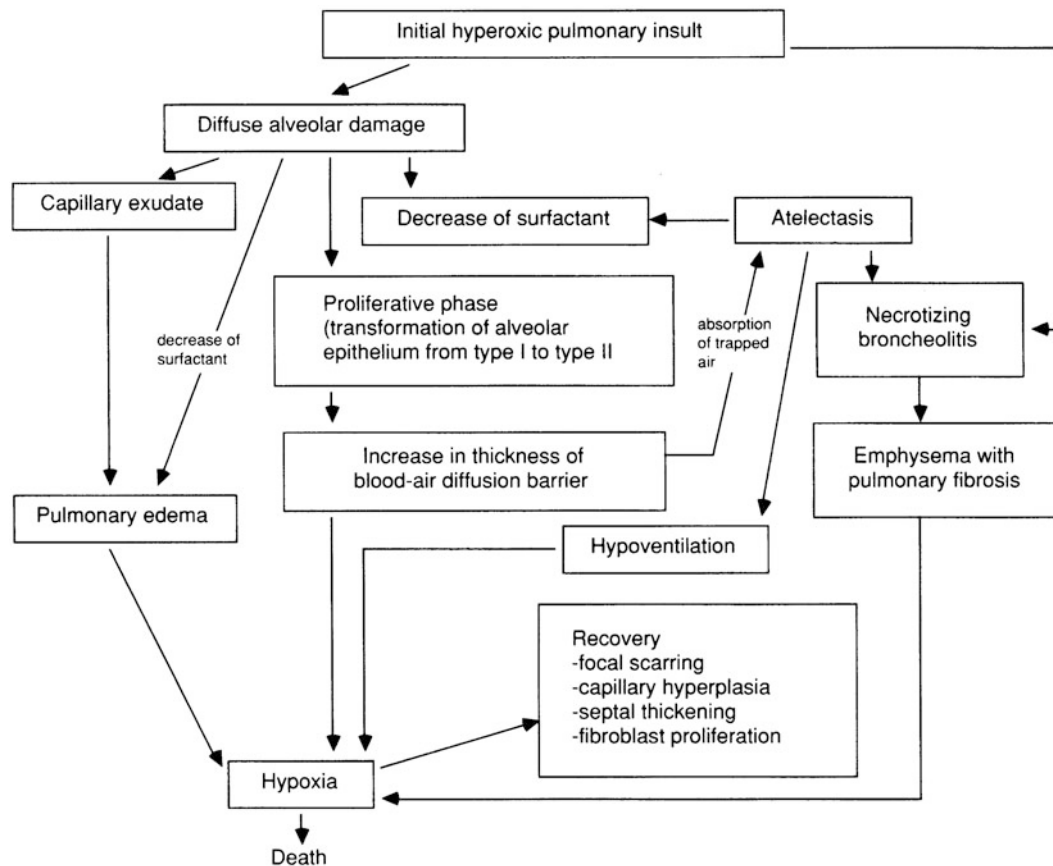 Initial hyperoxic pulmonary insult
Diffuse alveolar damage
Capillary exudate
Decrease of surfactant
Atelectasis
Proliferative phase
(transformation of alveolar
epithelium from type I to type II
decrease of
surfactant
absorption
of trapped
air
Necrotizing
broncheolitis
Increase in thickness of
blood-air diffusion barrier
Emphysema with
pulmonary fibrosis
Pulmonary edema
Hypoventilation
Recovery
-focal scarring
-capillary hyperplasia
-septal thickening
-fibroblast proliferation
Hypoxia
Death